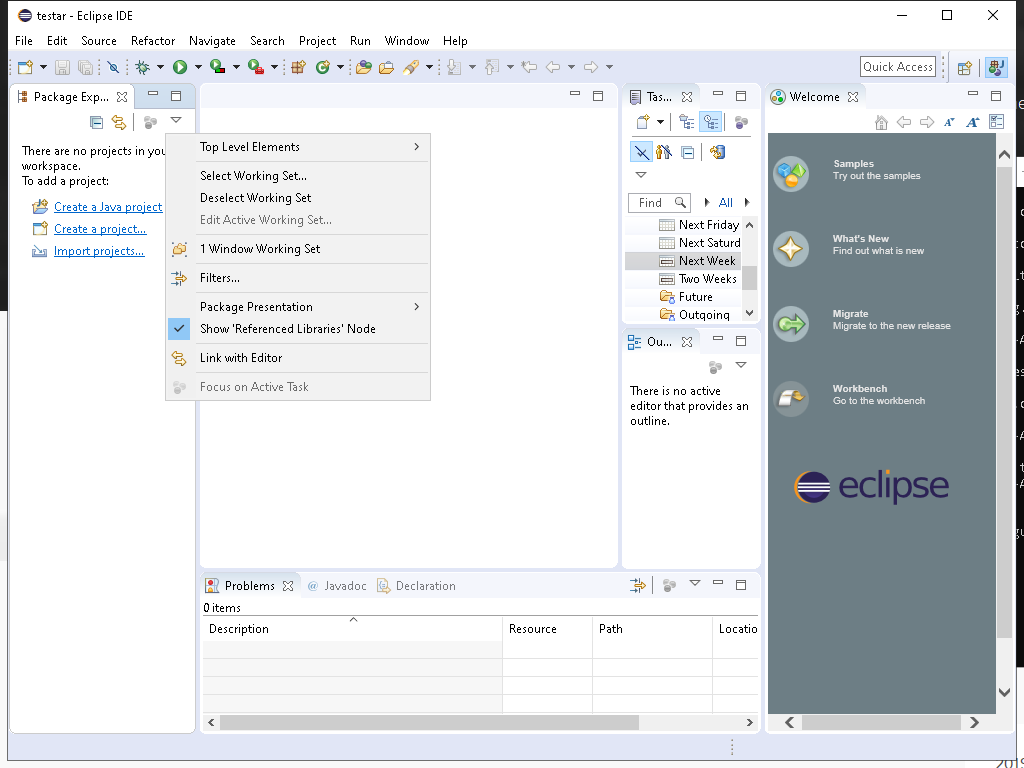 testar - Eclipse IDE
File Edit Source Refactor Navigate Search Project Run Window Help
Quick Access
Package Exp...
There are no projects in you
workspace.
To add a project:
Create a Java project
Create a project...
Import projects...
Top Level Elements
Select Working Set...
Deselect Working Set
Edit Active Working Set...
1 Window Working Set
Filters...
Package Presentation
Show 'Referenced Libraries' Node
Link with Editor
Focus on Active Task
Tas...
Find All
Next Friday
Next Saturd
Next Week
Two Weeks
Future
Outgoing
Ou...
There is no active
editor that provides an
outline.
Welcome
Samples
Try out the samples
What's New
Find out what is new
Migrate
Migrate to the new release
Workbench
Go to the workbench
eclipse
Problems @ Javadoc Declaration
0 items
Description Resource Path Locatio